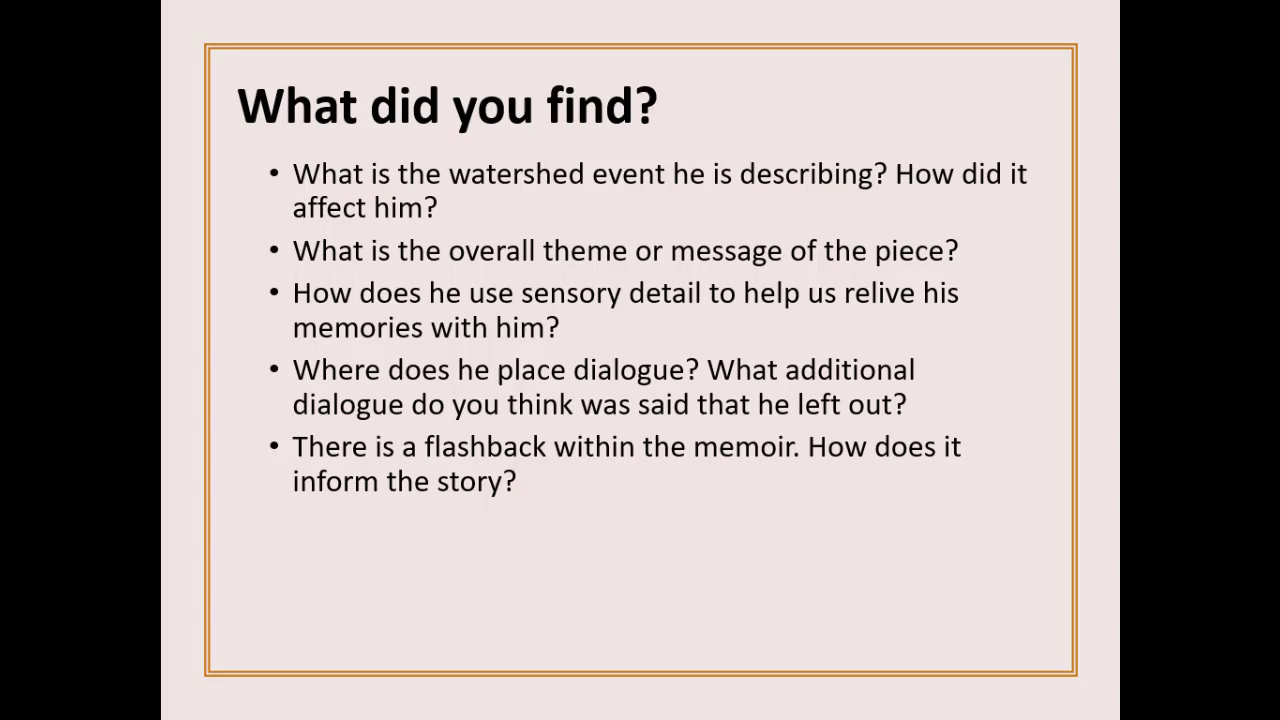 What did you find?
• What is the watershed event he is describing? How did it
affect him?
• What is the overall theme or message of the piece?
• How does he use sensory detail to help us relive his
memories with him?
• Where does he place dialogue? What additional
dialogue do you think was said that he left out?
• There is a flashback within the memoir. How does it
inform the story?